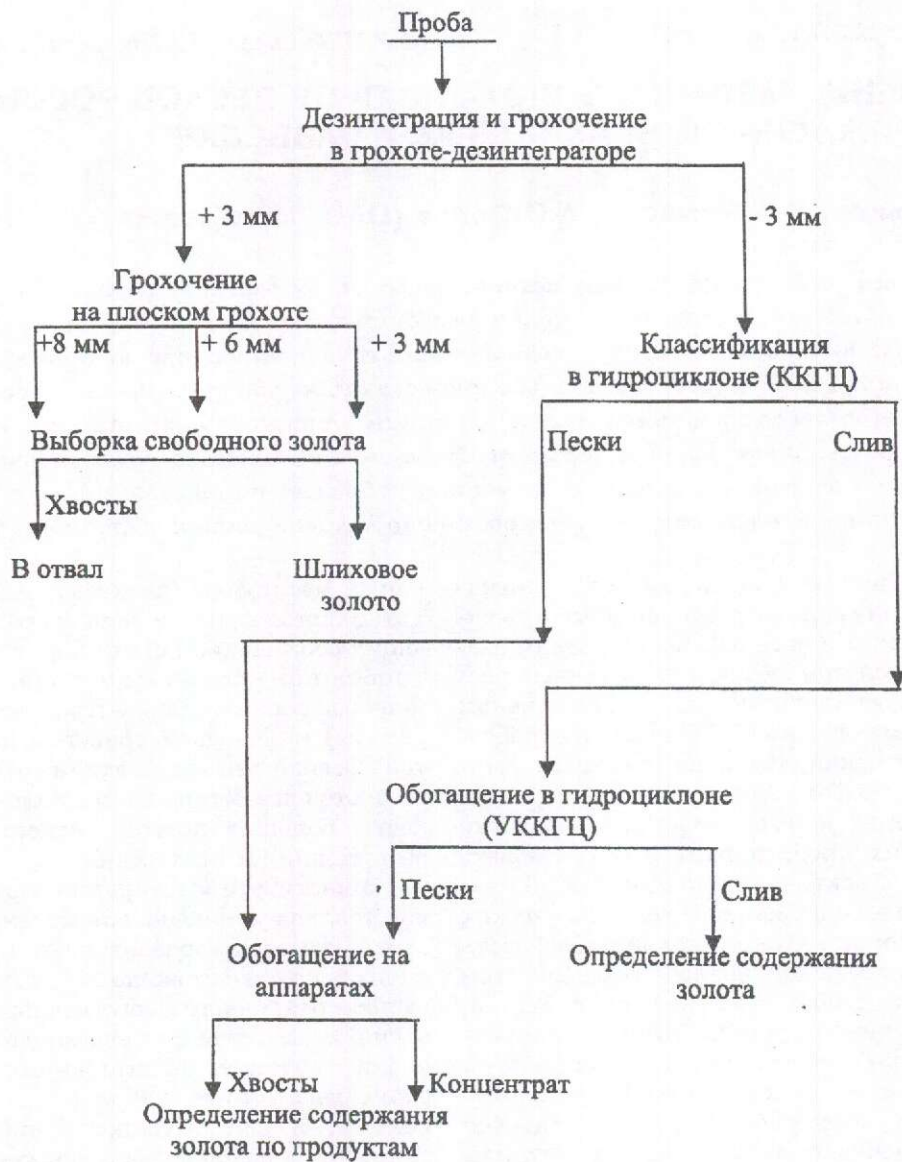 Проба
Дезинтеграция и грохочение
в грохоте-дезинтеграторе
+ 3 мм
- 3 мм
Грохочение
на плоском грохоте
+8 мм
+ 6 мм
+ 3 мм
Классификация
в гидроциклоне (ККГЦ)
Выборка свободного золота
Пески
Слив
Хвосты
В отвал
Шлиховое
золото
Обогащение в гидроциклоне
(УККГЦ)
Пески
Слив
Обогащение на
аппаратах
Определение содержания
золота
Хвосты
Концентрат
Определение содержания
золота по продуктам